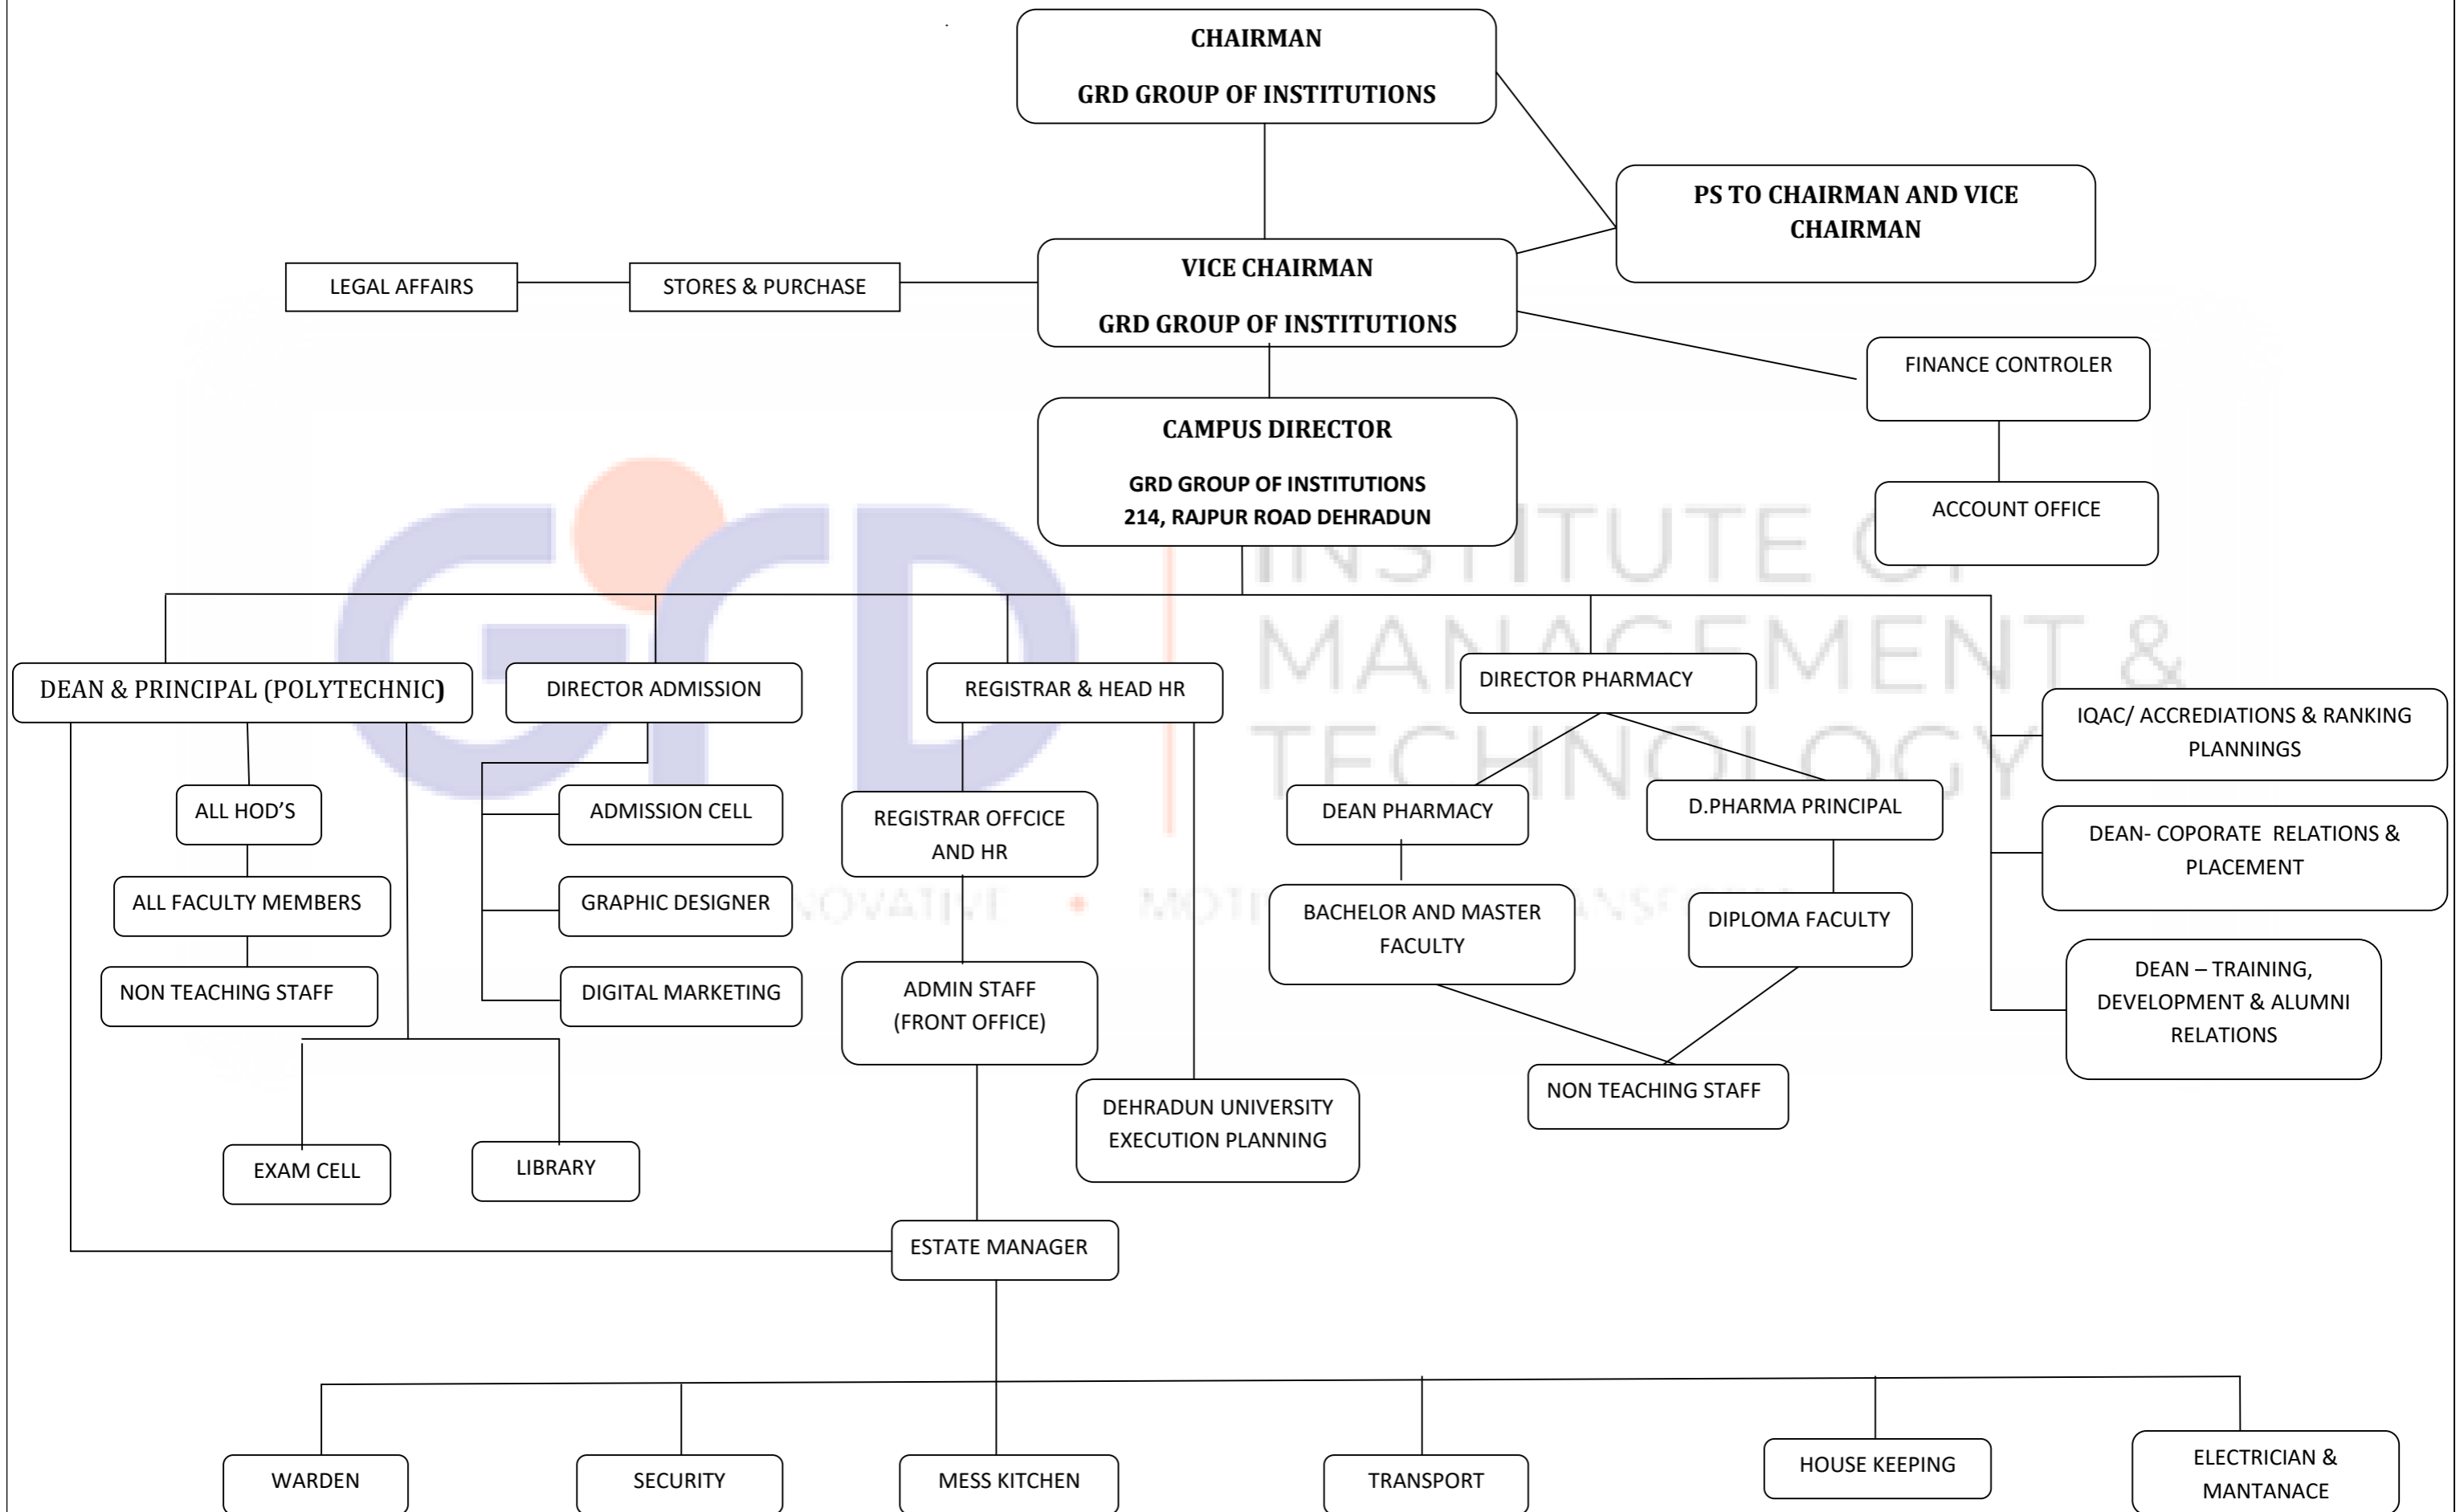 CHAIRMAN
GRD GROUP OF INSTITUTIONS
PS TO CHAIRMAN AND VICE
CHAIRMAN
VICE CHAIRMAN
GRD GROUP OF INSTITUTIONS
LEGAL AFFAIRS
STORES & PURCHASE
FINANCE CONTROLER
ACCOUNT OFFICE
CAMPUS DIRECTOR
GRD GROUP OF INSTITUTIONS
214, RAJPUR ROAD DEHRADUN
GrD
INSTITUTE OF
MANAGEMENT &
TECHNOLOGY
DEAN & PRINCIPAL (POLYTECHNIC)
DIRECTOR ADMISSION
REGISTRAR & HEAD HR
DIRECTOR PHARMACY
IQAC/ ACCREDIATIONS & RANKING
PLANNINGS
DEAN- COPORATE RELATIONS &
PLACEMENT
DEAN – TRAINING,
DEVELOPMENT & ALUMNI
RELATIONS
ALL HOD'S
ALL FACULTY MEMBERS
NON TEACHING STAFF
EXAM CELL
LIBRARY
ADMISSION CELL
GRAPHIC DESIGNER
DIGITAL MARKETING
REGISTRAR OFFCICE
AND HR
ADMIN STAFF
(FRONT OFFICE)
DEHRADUN UNIVERSITY
EXECUTION PLANNING
DEAN PHARMACY
D.PHARMA PRINCIPAL
BACHELOR AND MASTER
FACULTY
DIPLOMA FACULTY
NON TEACHING STAFF
ESTATE MANAGER
WARDEN
SECURITY
MESS KITCHEN
TRANSPORT
HOUSE KEEPING
ELECTRICIAN &
MANTANACE